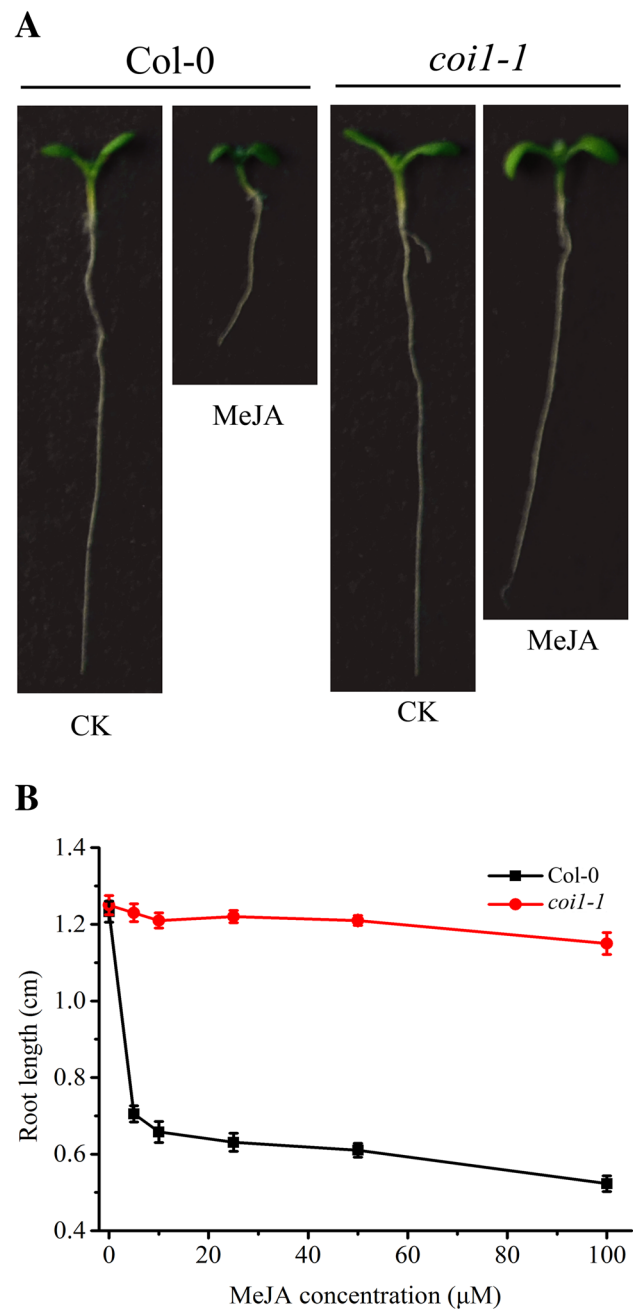 A
Col-0
coi1-1
MeJA
MeJA
CK
CK
B
1.4
1.2
1.0
0.8
0.6
0.4
Root length (cm)
Col-0
coi1-1
0
20
40
60
80
100
MeJA concentration (μM)